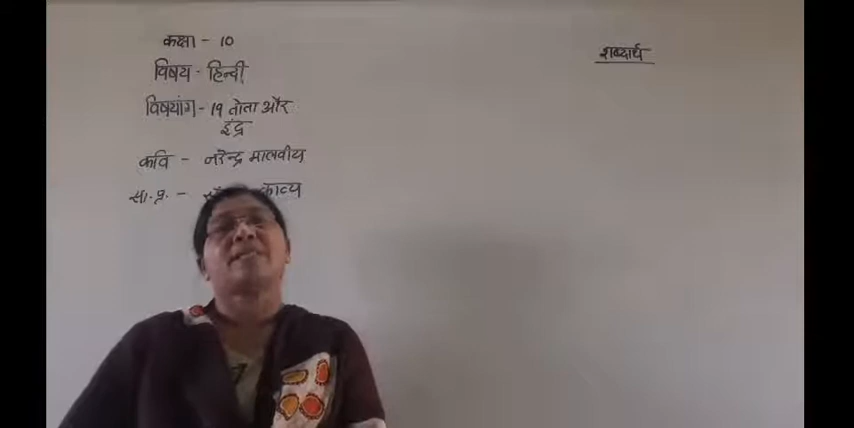 कक्षा - 10
विषय - हिन्दी
विषयांग - 19 तोता और
इंद्र
कवि - नरेन्द्र मालवीय
सा.प्र. - काव्य
शब्दार्थ